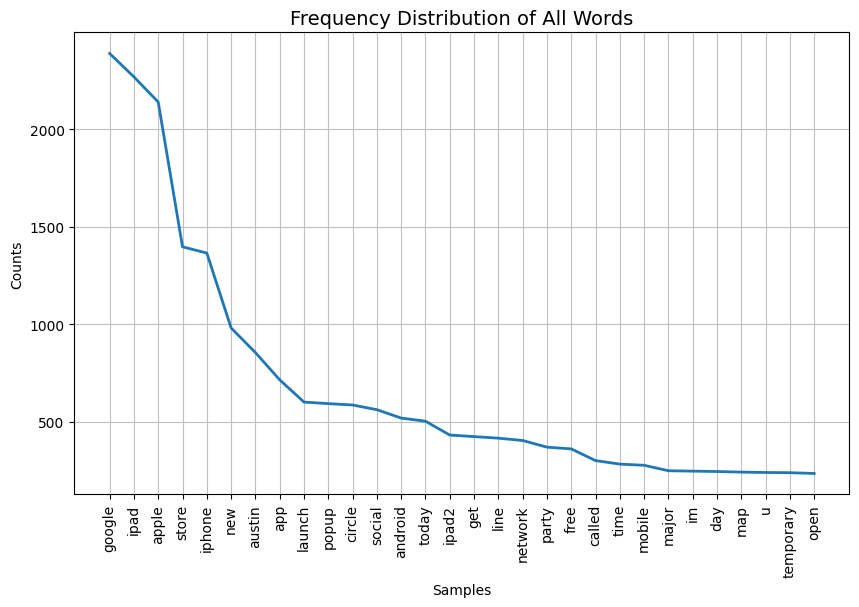 Frequency Distribution of All Words
Counts
2000
1500
1000
500
google
ipad
apple
store
iphone
new
austin
app
launch
popup
circle
social
android
today
ipad2
get
line
network
party
free
called
time
mobile
major
im
day
map
u
temporary
open
Samples